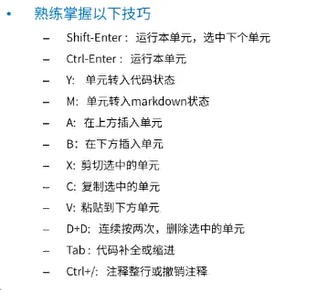 • 熟练掌握以下技巧
– Shift-Enter : 运行本单元，选中下个单元
– Ctrl-Enter : 运行本单元
– Y: 单元转入代码状态
– M: 单元转入markdown状态
– A: 在上方插入单元
– B: 在下方插入单元
– X: 剪切选中的单元
– C: 复制选中的单元
– V: 粘贴到下方单元
– D+D: 连续按两次，删除选中的单元
– Tab : 代码补全或缩进
– Ctrl+/: 注释整行或撤销注释